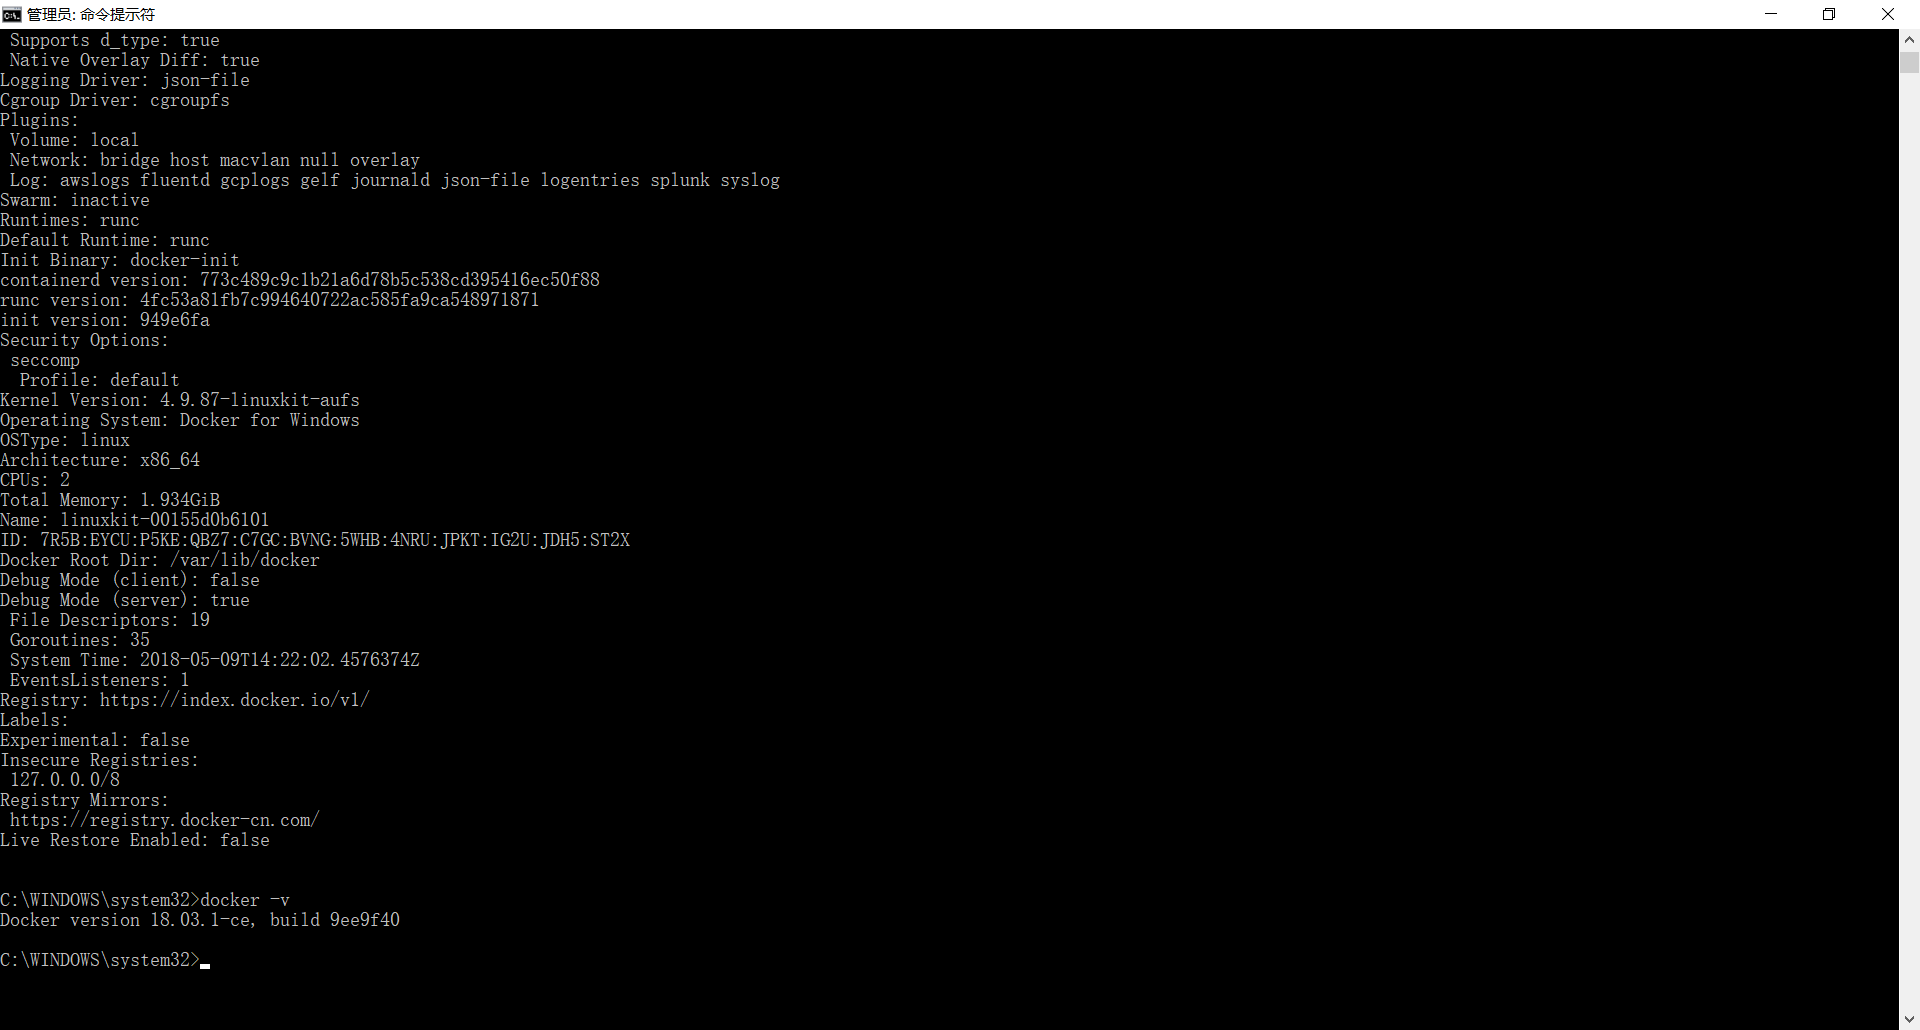 管理员: 命令提示符
Supports d_type: true
Native Overlay Diff: true
Logging Driver: json-file
Cgroup Driver: cgroupfs
Plugins:
Volume: local
Network: bridge host macvlan null overlay
Log: awslogs fluentd gcplogs gelf journald json-file logentries splunk syslog
Swarm: inactive
Runtimes: runc
Default Runtime: runc
Init Binary: docker-init
containerd version: 773c489c9c1b21a6d78b5c538cd395416ec50f88
runc version: 4fc53a81fb7c994640722ac585fa9ca548971871
init version: 949e6fa
Security Options:
seccomp
Profile: default
Kernel Version: 4.9.87-linuxkit-aufs
Operating System: Docker for Windows
OSType: linux
Architecture: x86_64
CPUs: 2
Total Memory: 1.934GiB
Name: linuxkit-00155d0b6101
ID: 7R5B:EYCU:P5KE:QBZ7:C7GC:BVNG:5WHB:4NRU:JPKT:IG2U:JDH5:ST2X
Docker Root Dir: /var/lib/docker
Debug Mode (client): false
Debug Mode (server): true
File Descriptors: 19
Goroutines: 35
System Time: 2018-05-09T14:22:02.4576374Z
EventsListeners: 1
Registry: https://index.docker.io/v1/
Labels:
Experimental: false
Insecure Registries:
127.0.0.0/8
Registry Mirrors:
https://registry.docker-cn.com/
Live Restore Enabled: false
C:\WINDOWS\system32>docker -v
Docker version 18.03.1-ce, build 9ee9f40
C:\WINDOWS\system32>